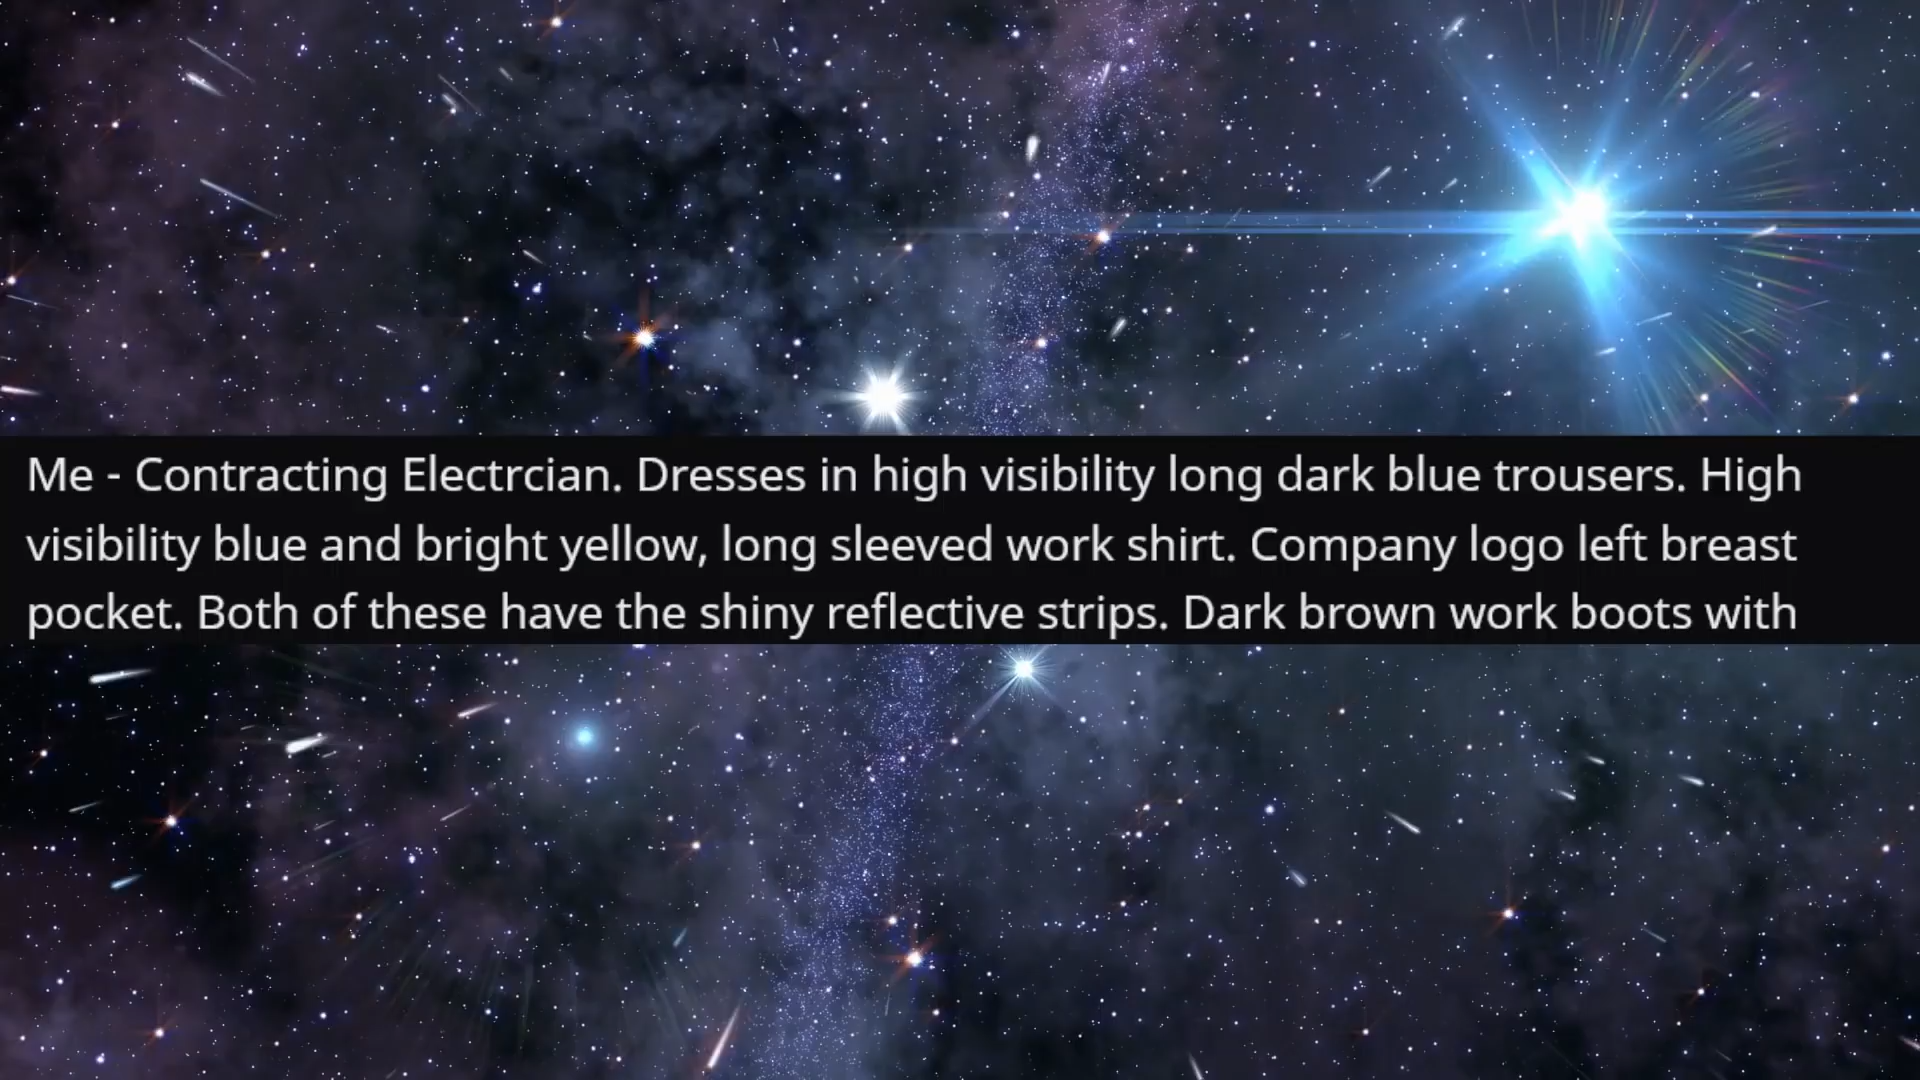 Me - Contracting Electrcian. Dresses in high visibility long dark blue trousers. High
visibility blue and bright yellow, long sleeved work shirt. Company logo left breast
pocket. Both of these have the shiny reflective strips. Dark brown work boots with